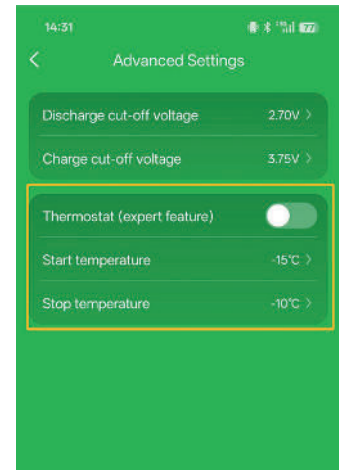 14:31
77
Advanced Settings
Discharge cut-off voltage 2.70V >
Charge cut-off voltage 3.75V >
Thermostat (expert feature)
Start temperature -15°C >
Stop temperature -10°C >